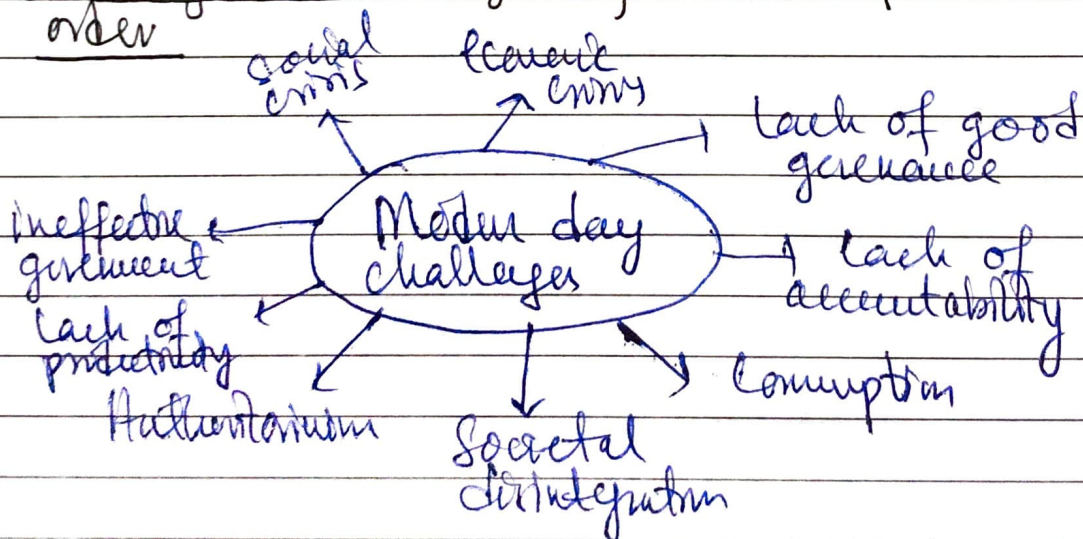 order
social
crisis
economic
crisis
Lack of good
governance
ineffective
government
Modern day
challenges
Lack of
accountability
Lack of
productivity
Corruption
Authoritarianism
Societal
disintegration